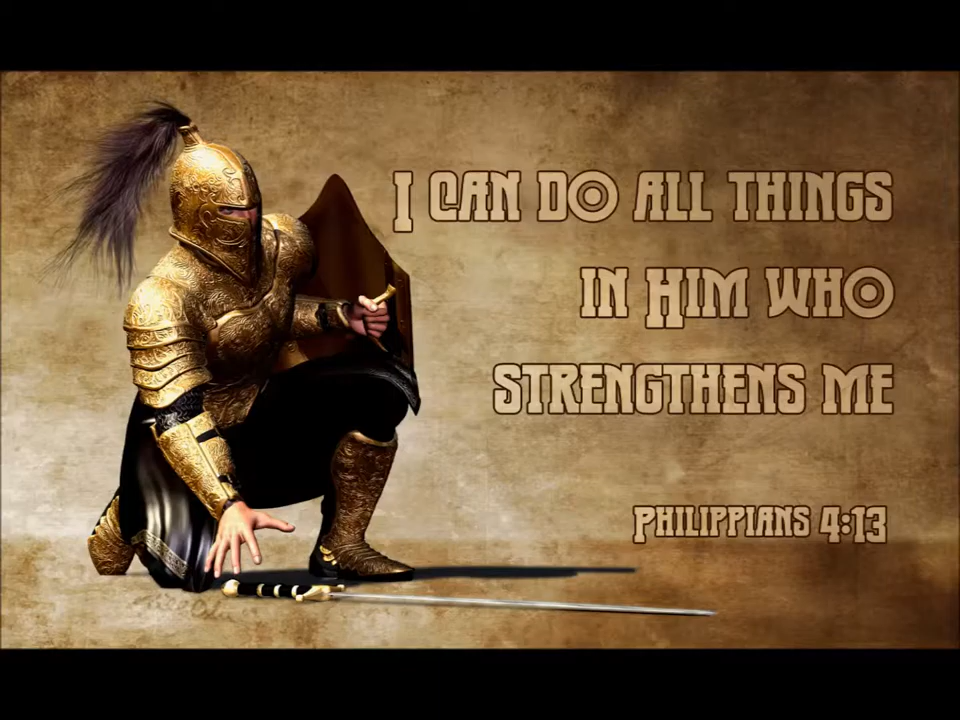 I CAN DO ALL THINGS
IN HIM WHO
STRENGTHENS ME
PHILIPPIANS 4:13